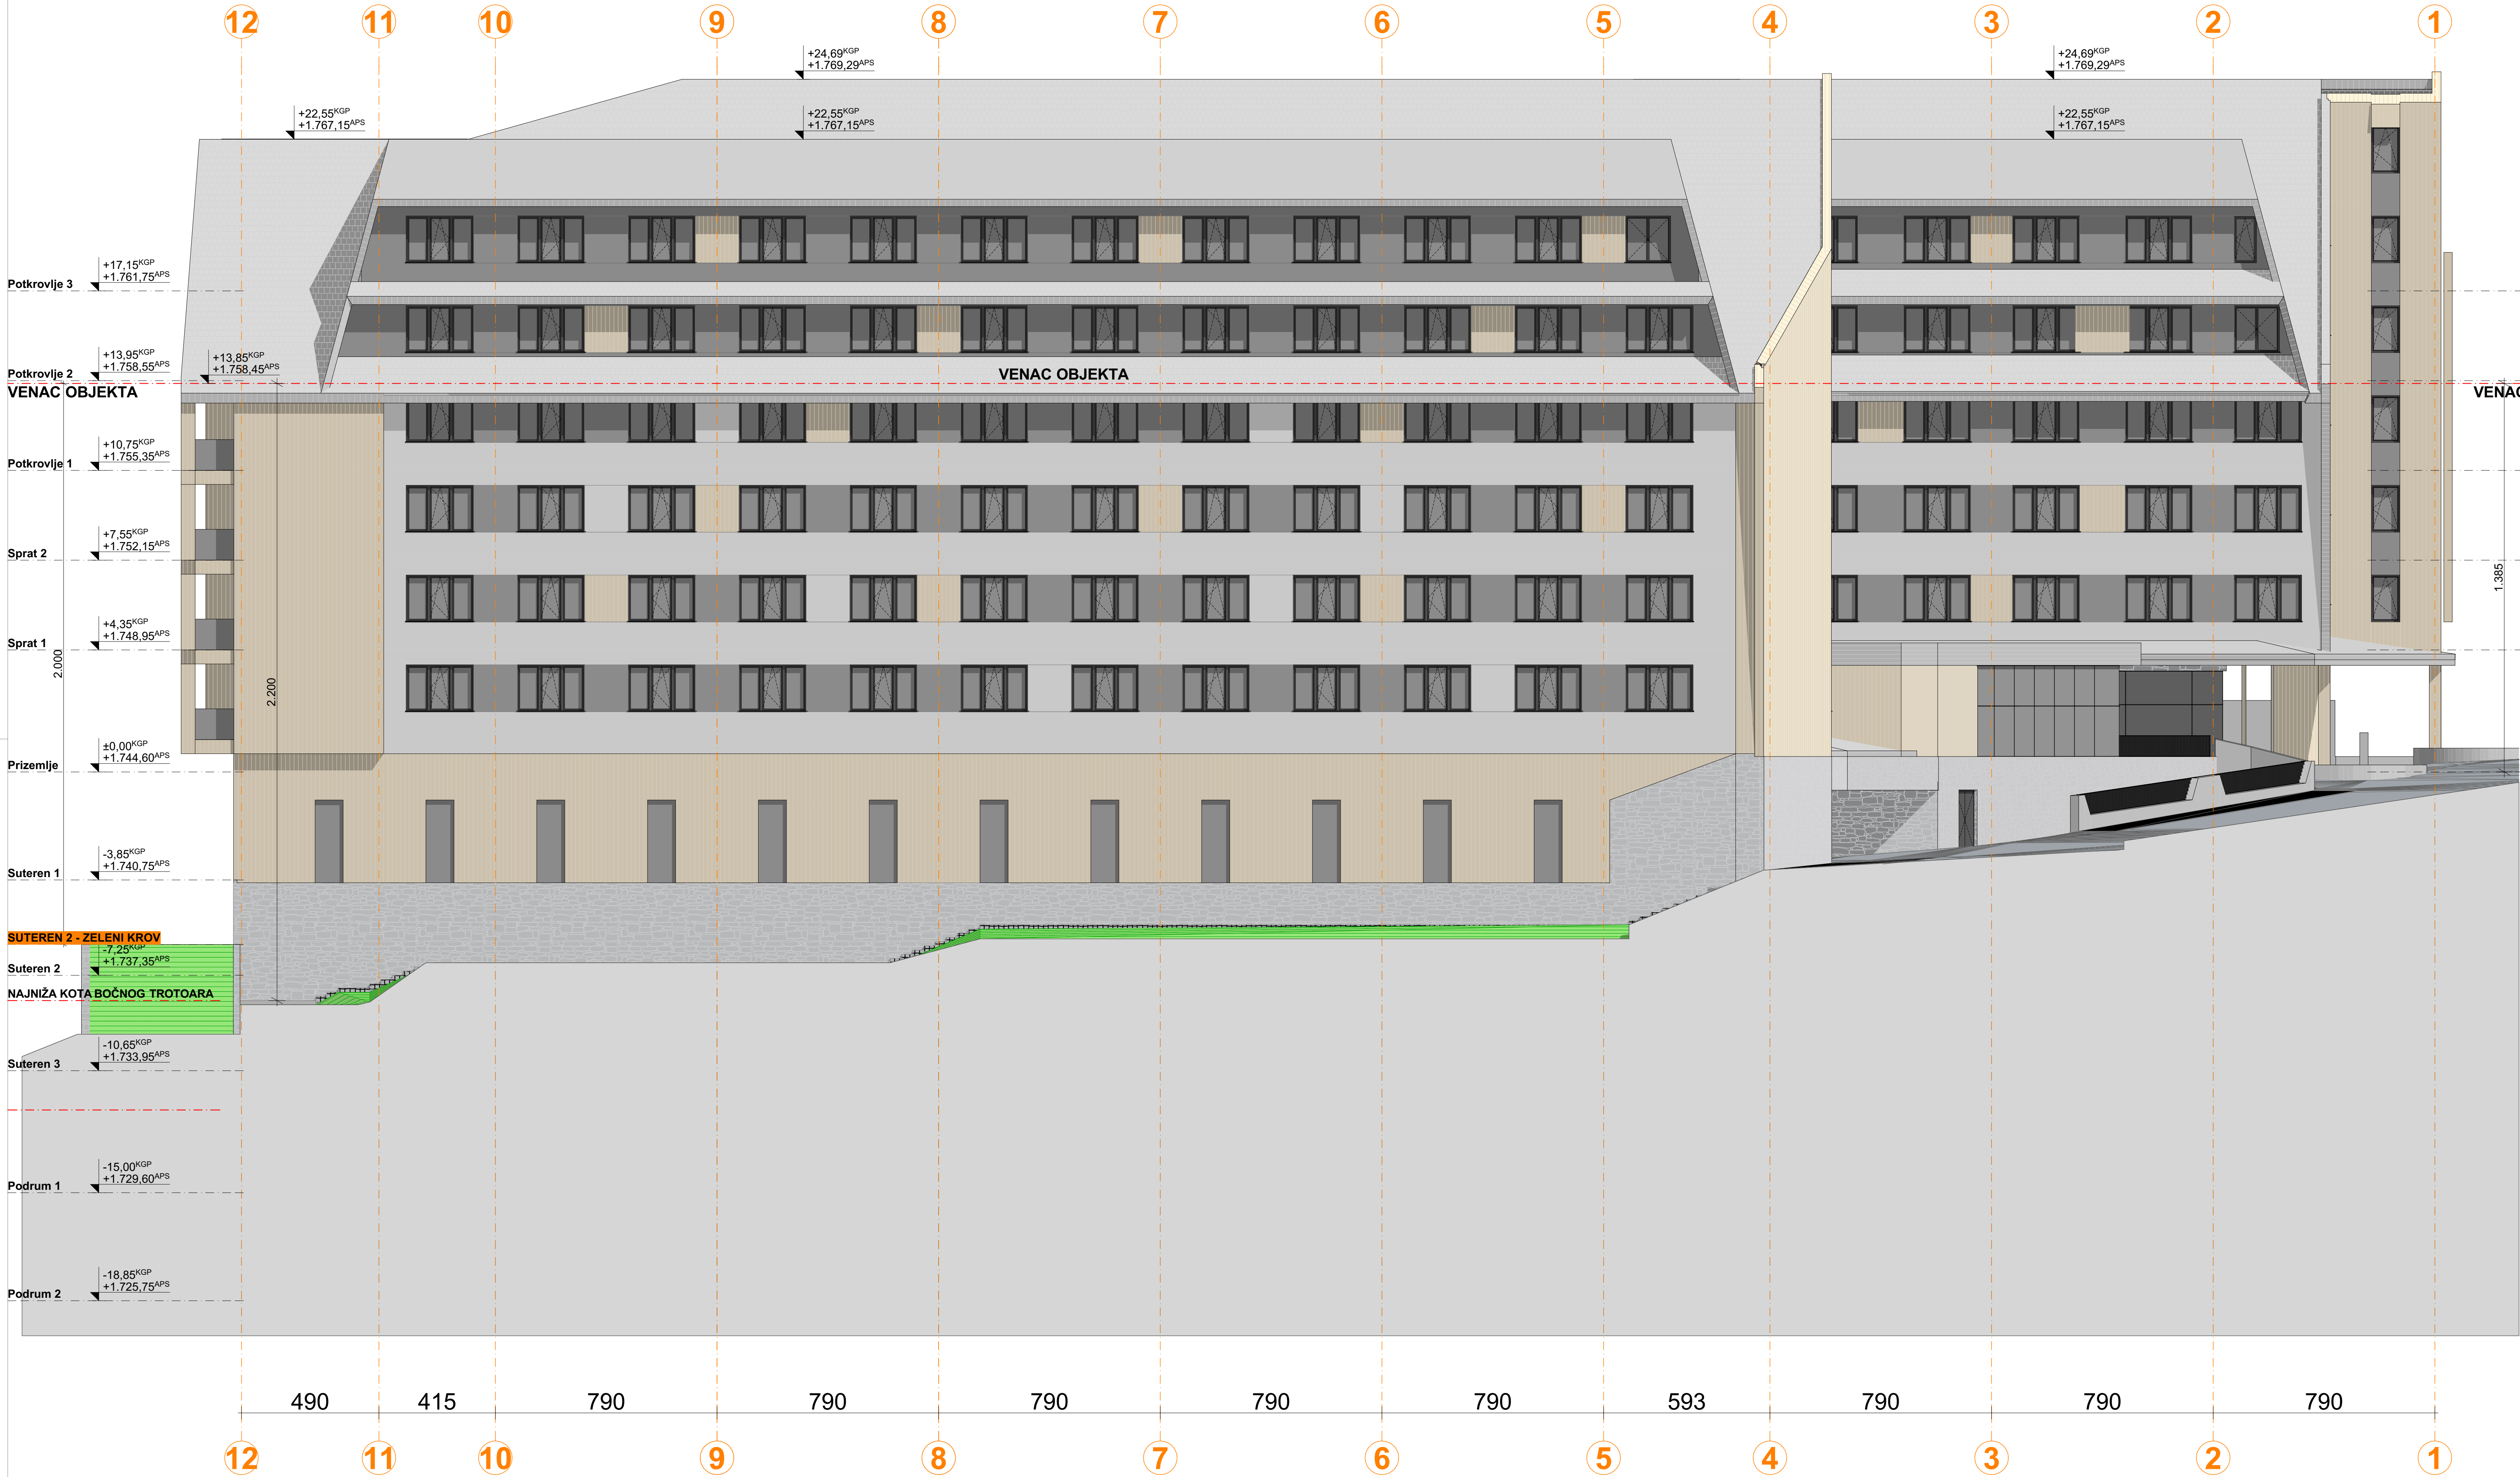 12 11 10 9 8 7 6 5 4 3 2 1
+24,69KGP
+1.769,29APS
+24,69KGP
+1.769,29APS
+22,55KGP
+1.767,15APS
+22,55KGP
+1.767,15APS
+22,55KGP
+1.767,15APS
+17,15KGP
+1.761,75APS
Potkrovlje 3
+13,95KGP
+1.758,55APS
+13,85KGP
+1.758,45APS
Potkrovlje 2
VENAC OBJEKTA
VENAC OBJEKTA
VENAC
+10,75KGP
+1.755,35APS
Potkrovlje 1
+7,55KGP
+1.752,15APS
Sprat 2
1.385
+4,35KGP
+1.748,95APS
Sprat 1
2.000
2.200
±0,00KGP
+1.744,60APS
Prizemlje
-3,85KGP
+1.740,75APS
Suteren 1
SUTEREN 2 - ZELENI KROV
-7,25KGP
+1.737,35APS
Suteren 2
NAJNIŽA KOTA BOČNOG TROTOARA
-10,65KGP
+1.733,95APS
Suteren 3
-15,00KGP
+1.729,60APS
Podrum 1
-18,85KGP
+1.725,75APS
Podrum 2
490 415 790 790 790 790 790 593 790 790 790
12 11 10 9 8 7 6 5 4 3 2 1